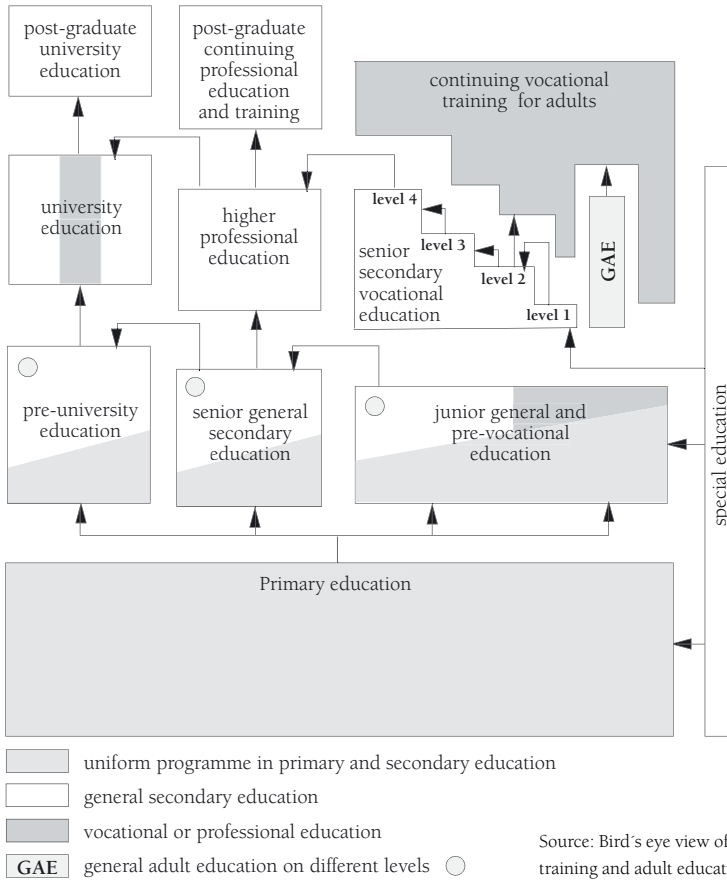 post-graduate
university
education
post-graduate
continuing
professional
education
and training
continuing vocational
training for adults
university
education
higher
professional
education
level 4
level 3
level 2
level 1
senior
secondary
vocational
education
GAE
pre-university
education
senior general
secondary
education
junior general and
pre-vocational
education
special education
Primary education
uniform programme in primary and secondary education
general secondary education
vocational or professional education
GAE general adult education on different levels
Source: Bird´s eye view of
training and adult educat